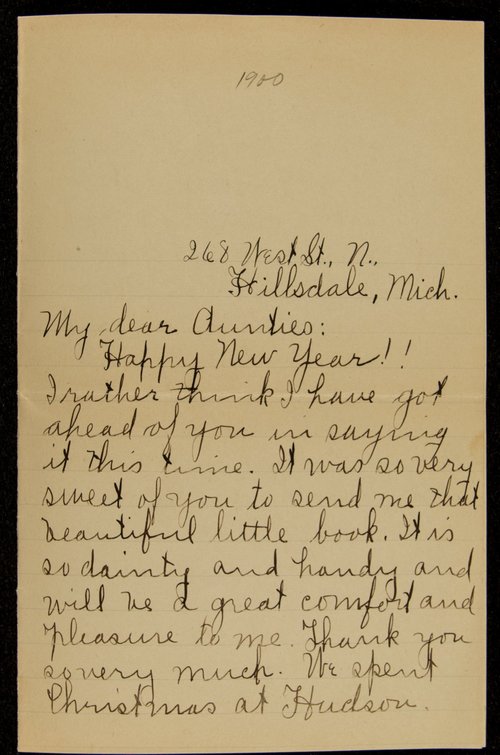 1900
268 West St., N.,
Hillsdale, Mich.
My dear Aunties:
Happy New Year!!
I rather think I have got
ahead of you in saying
it this time. It was so very
sweet of you to send me that
beautiful little book. It is
so dainty and handy and
will be a great comfort and
pleasure to me. Thank you
so very much. We spent
Christmas at Hudson.